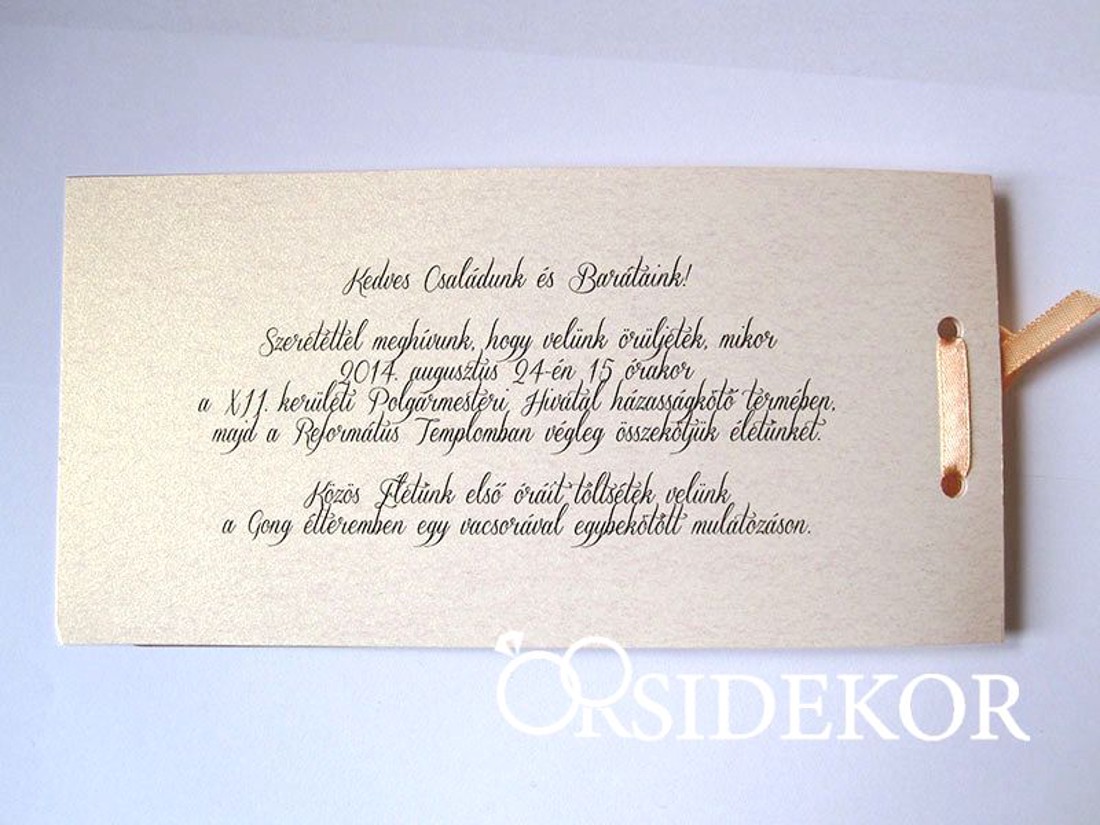 Kedves Családunk és Barátaink!
Szeretettel meghívunk, hogy velünk örüljetek, mikor
2014. augusztus 24-én 15 órakor
a XII. kerületi Polgármesteri Hivatal házasságkötő termében,
majd a Református Templomban végleg összekötjük életünket.
Közös Életünk első óráit töltsétek velünk
a Gong étteremben egy vacsorával egybekötött mulatozáson.
ORSIDEKOR